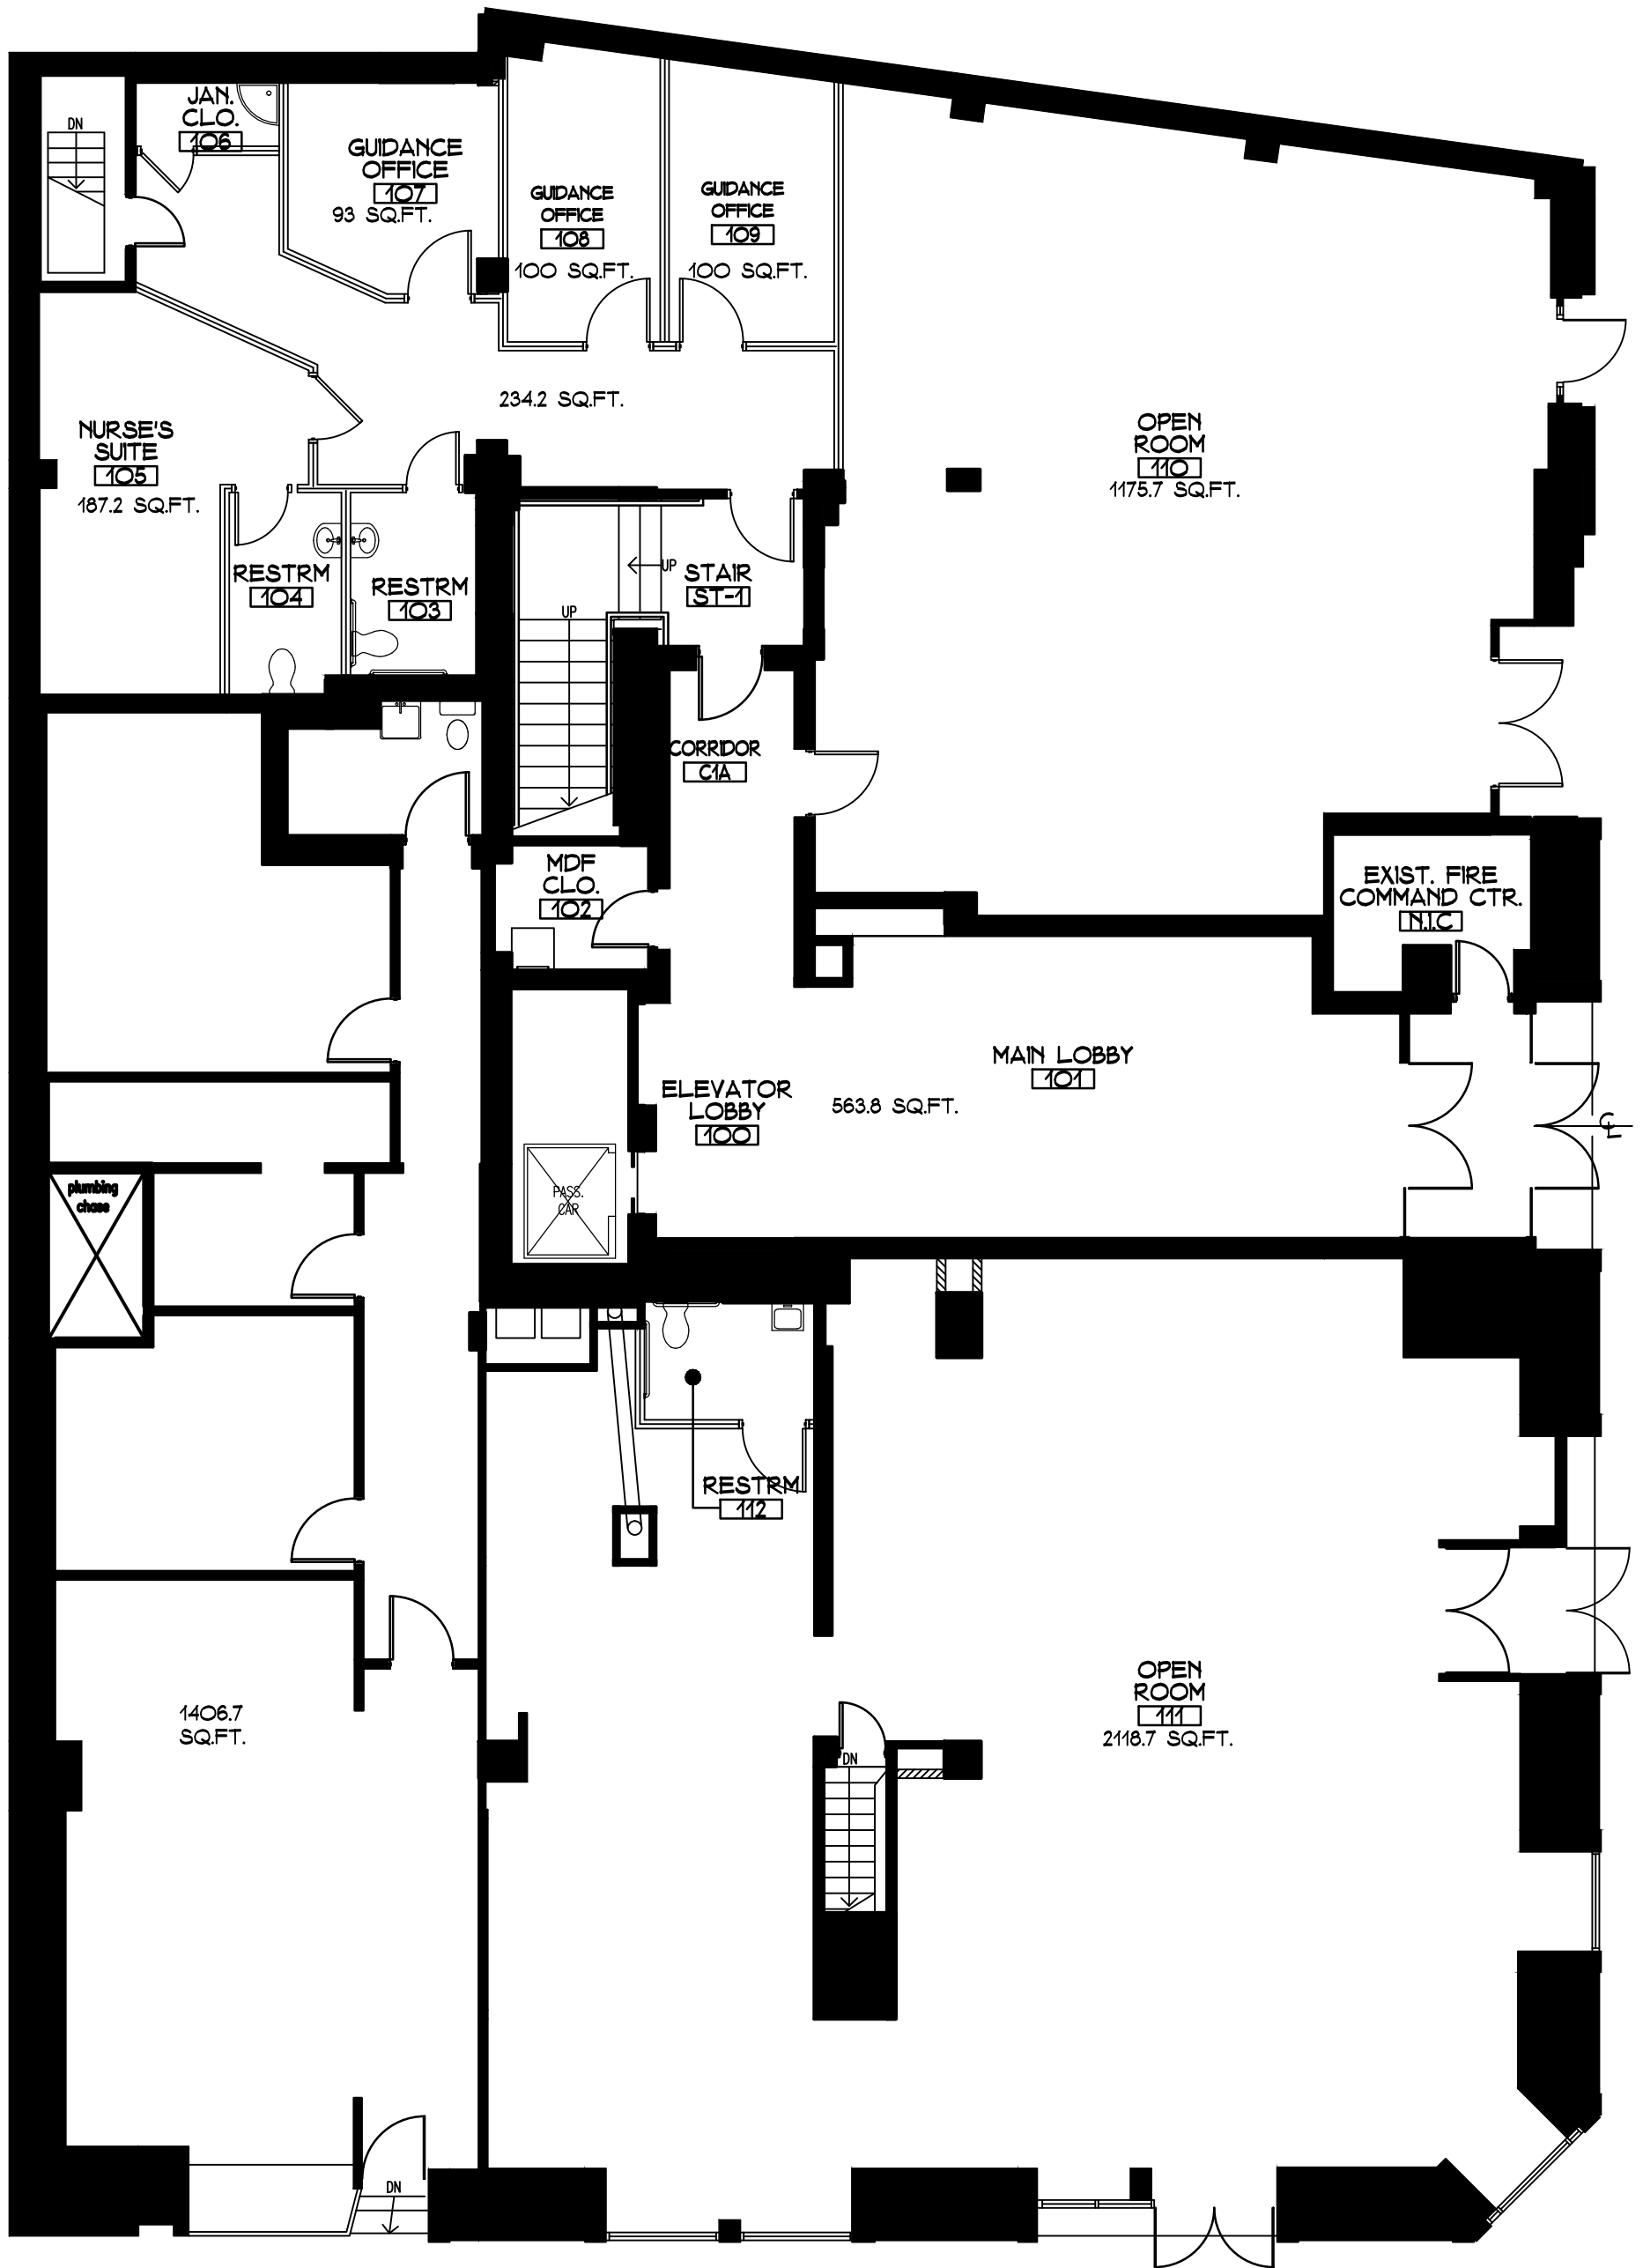 JAN.
CLO.
106
DN
GUIDANCE
OFFICE
107
93 SQ.FT.
GUIDANCE
OFFICE
108
100 SQ.FT.
GUIDANCE
OFFICE
109
100 SQ.FT.
234.2 SQ.FT.
NURSE'S
SUITE
105
187.2 SQ.FT.
OPEN
ROOM
110
1175.7 SQ.FT.
RESTRM
104
RESTRM
103
UP
UP
STAIR
ST-1
CORRIDOR
C1A
MDF
CLO.
102
EXIST. FIRE
COMMAND CTR.
N.I.C
MAIN LOBBY
101
ELEVATOR
LOBBY
100
563.8 SQ.FT.
CL
plumbing
chase
PASS.
CAR
RESTRM
112
OPEN
ROOM
111
2118.7 SQ.FT.
1406.7
SQ.FT.
DN
DN